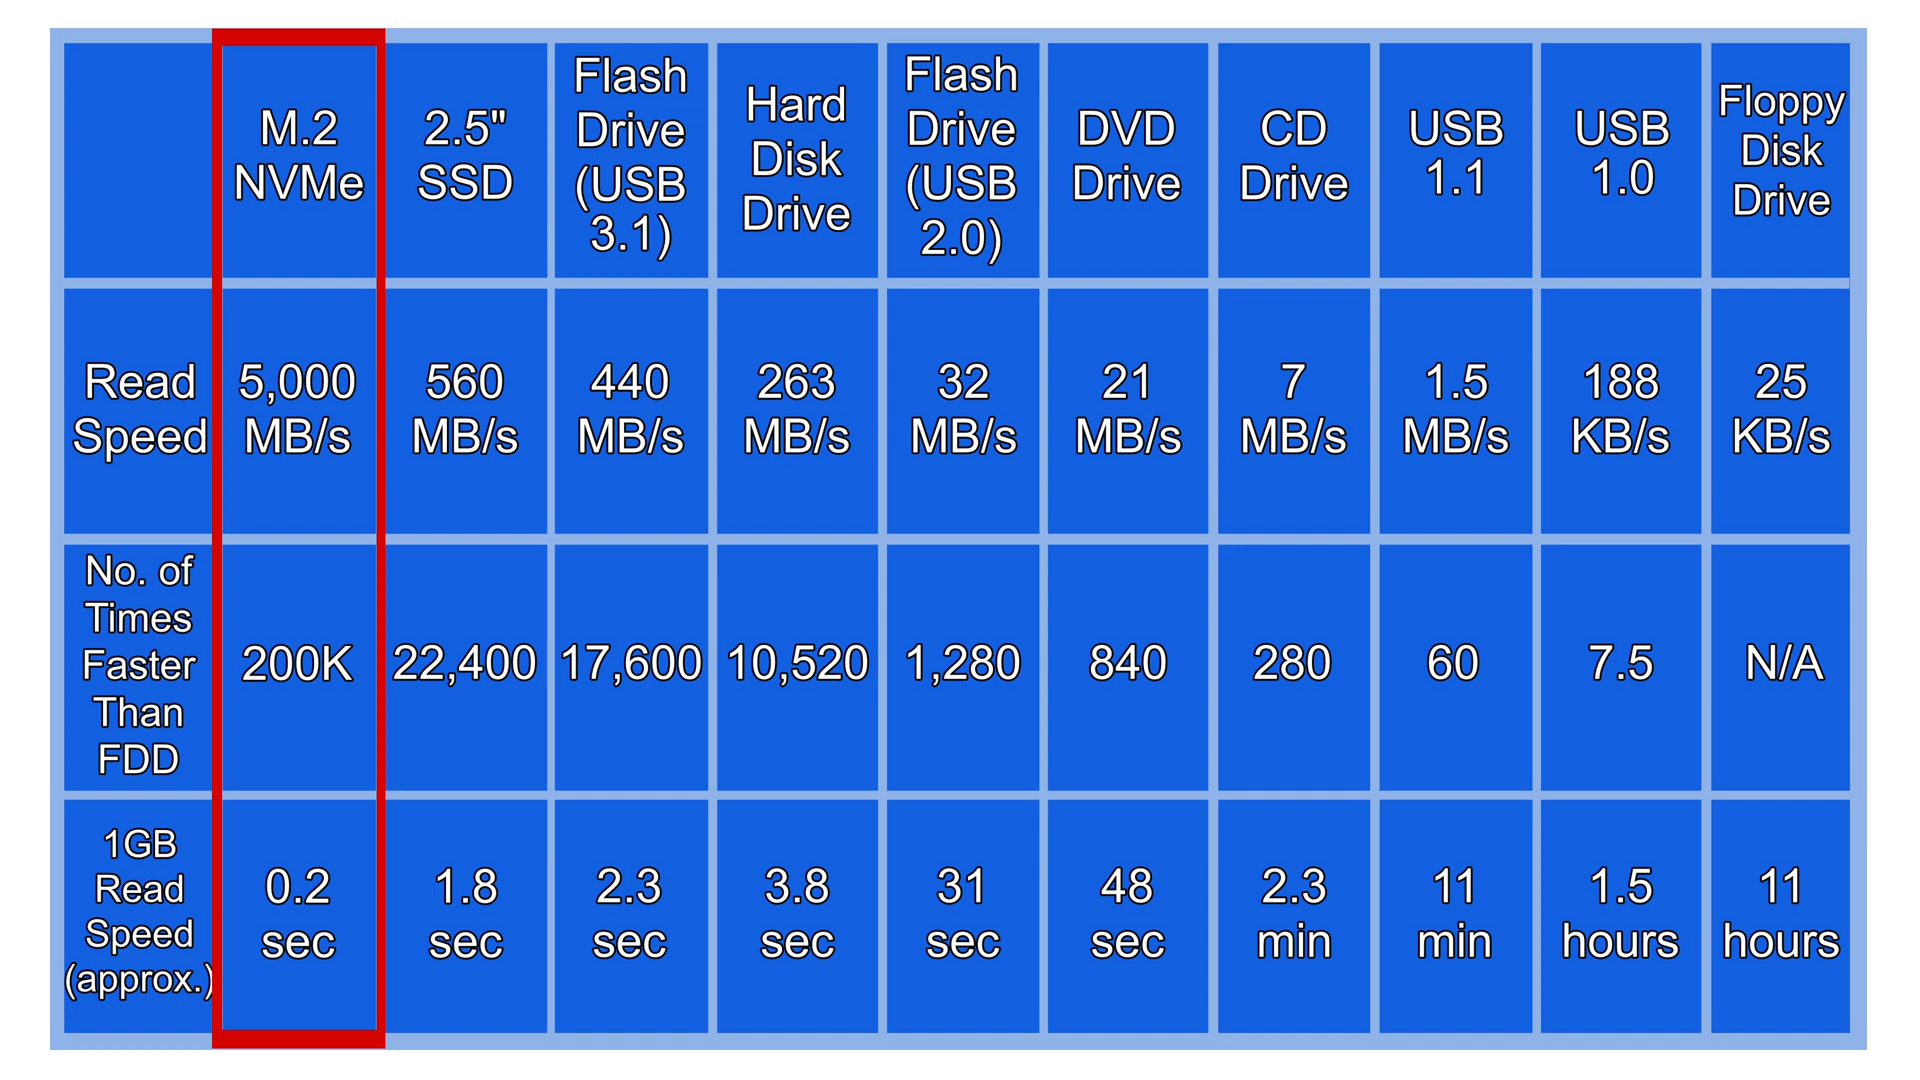 M.2 NVMe 2.5" SSD Flash Drive (USB 3.1) Hard Disk Drive Flash Drive (USB 2.0) DVD Drive CD Drive USB 1.1 USB 1.0 Floppy Disk Drive
Read Speed 5,000 MB/s 560 MB/s 440 MB/s 263 MB/s 32 MB/s 21 MB/s 7 MB/s 1.5 MB/s 188 KB/s 25 KB/s
No. of Times Faster Than FDD 200K 22,400 17,600 10,520 1,280 840 280 60 7.5 N/A
1GB Read Speed (approx.) 0.2 sec 1.8 sec 2.3 sec 3.8 sec 31 sec 48 sec 2.3 min 11 min 1.5 hours 11 hours